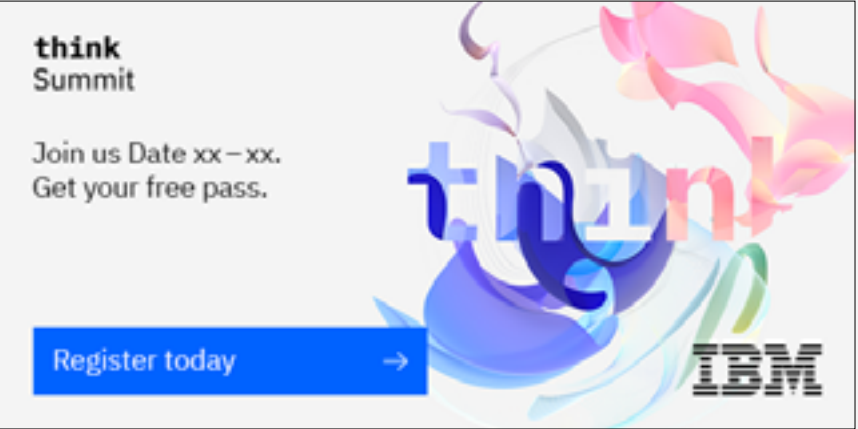 think
Summit
Join us Date xx–xx.
Get your free pass.
think
Register today →
IBM